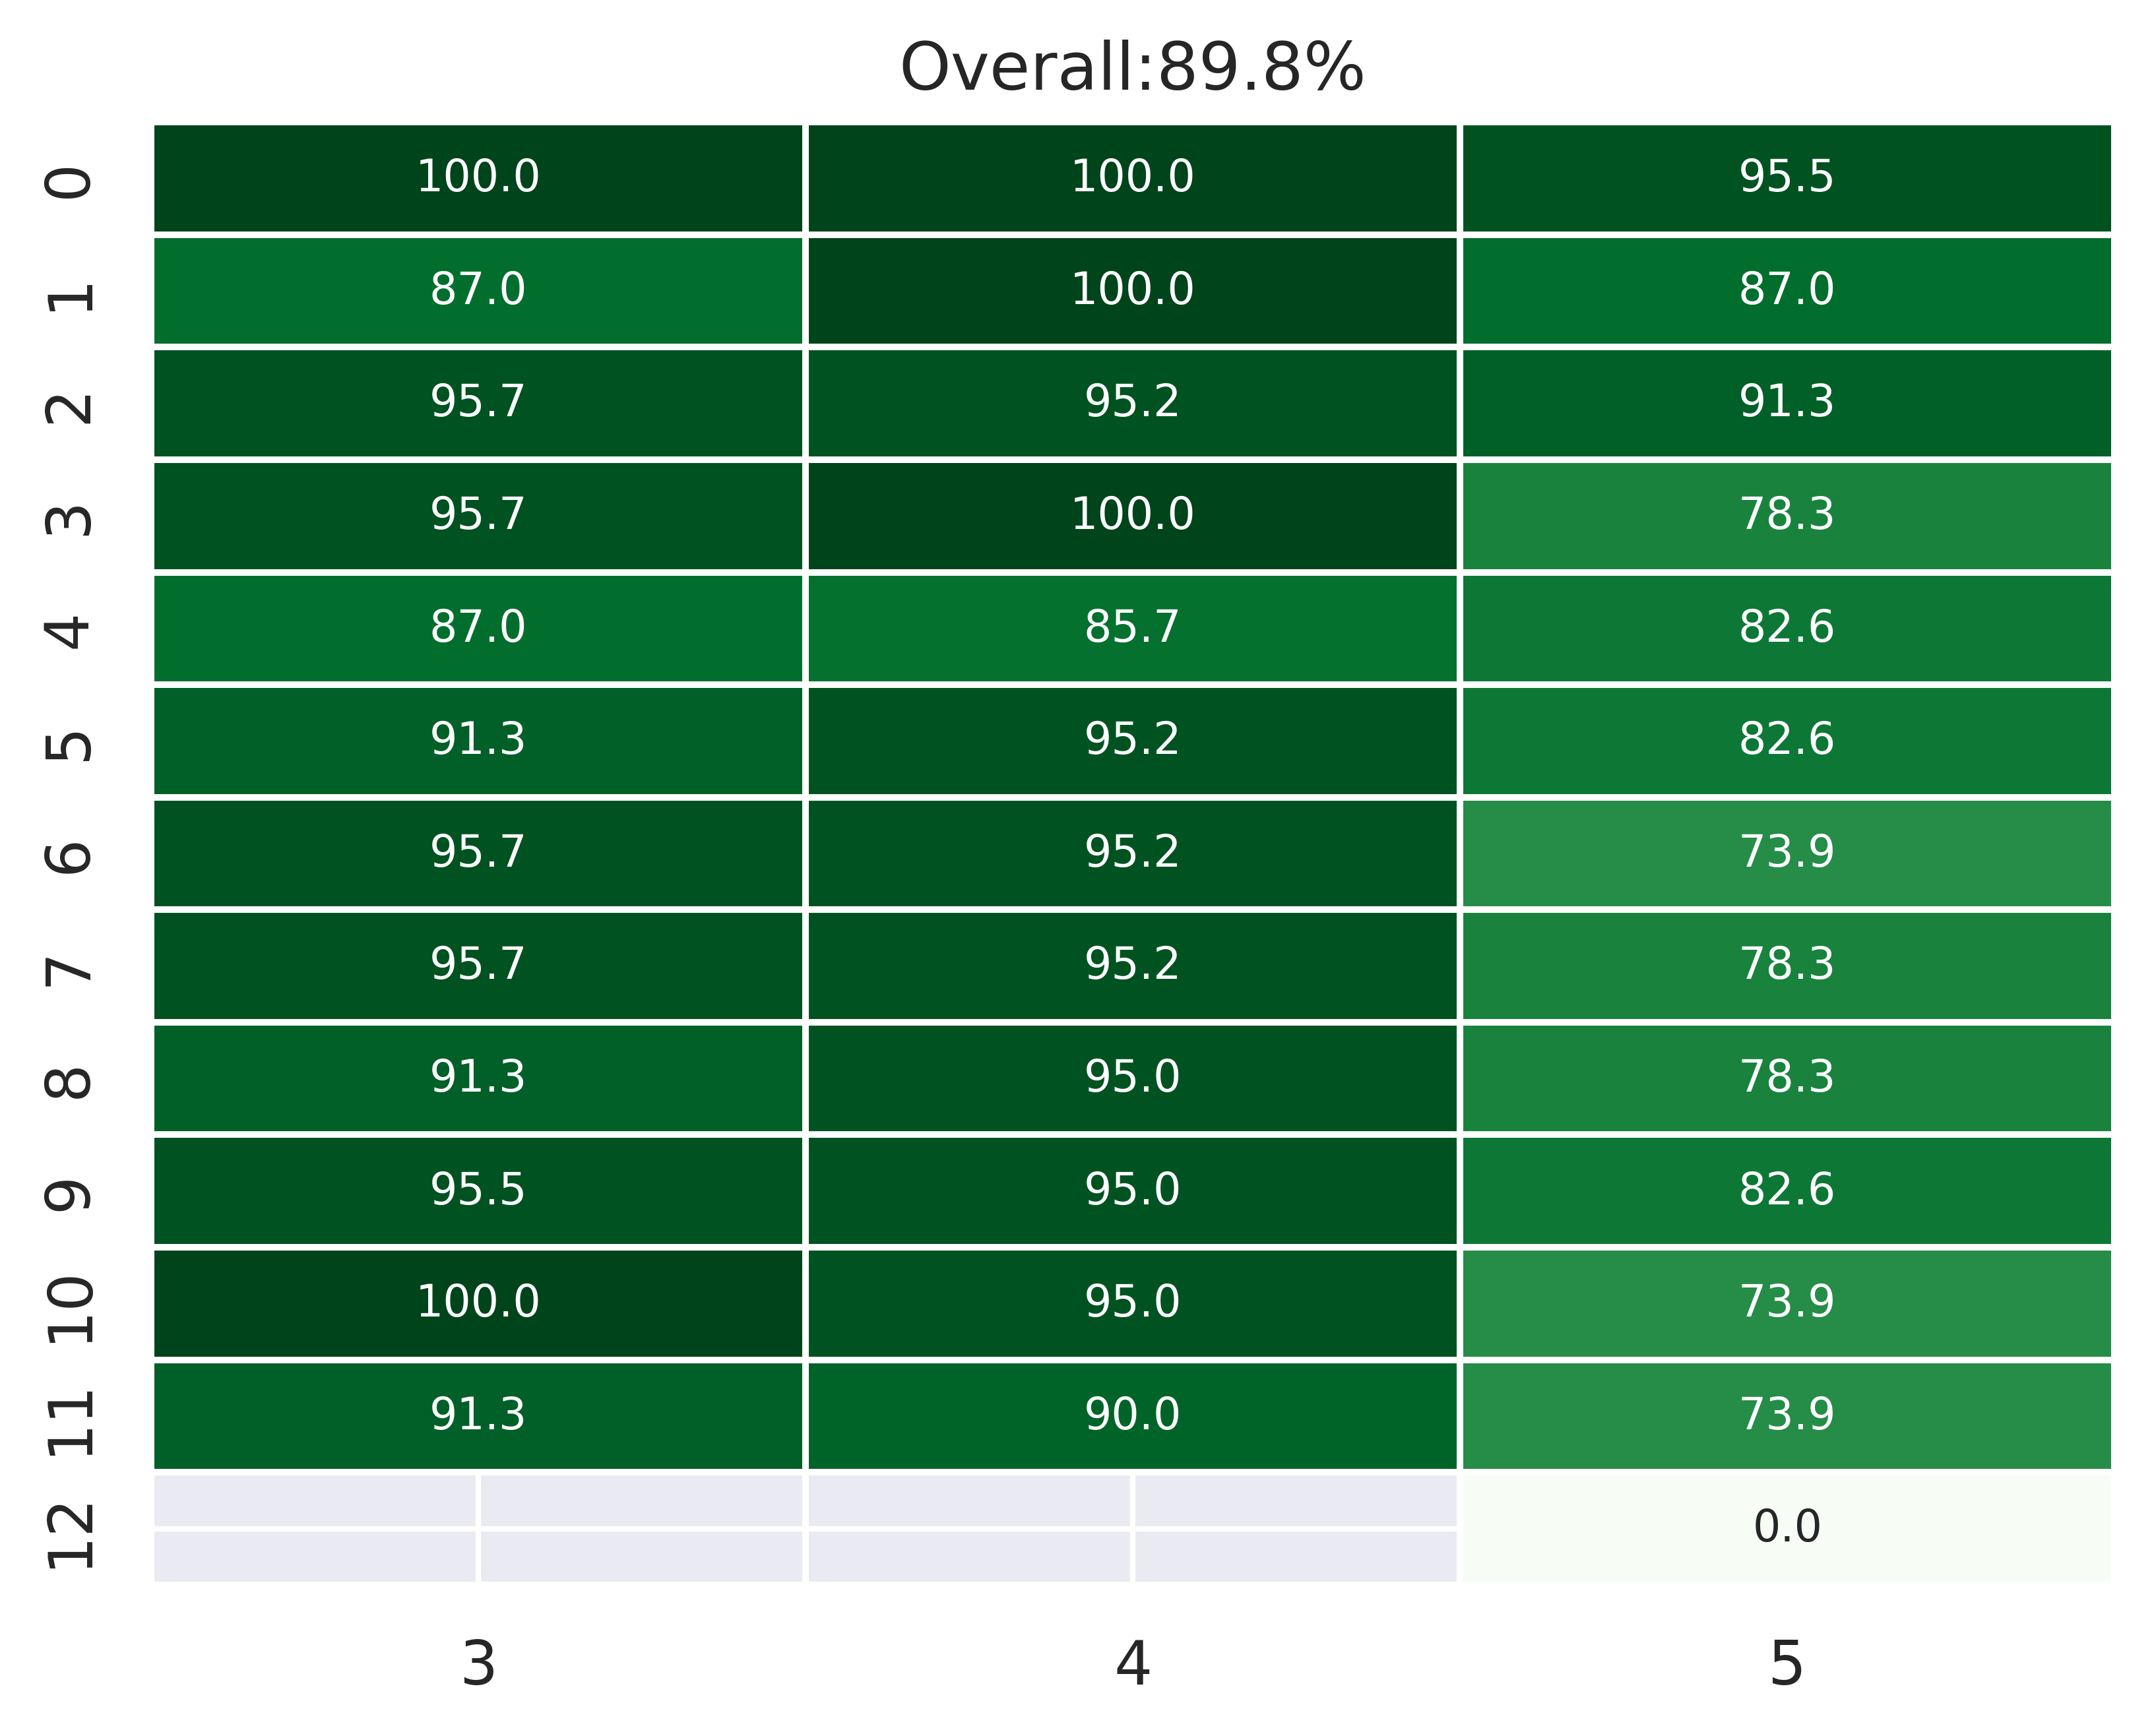 Overall:89.8%
0 100.0 100.0 95.5
1 87.0 100.0 87.0
2 95.7 95.2 91.3
3 95.7 100.0 78.3
4 87.0 85.7 82.6
5 91.3 95.2 82.6
6 95.7 95.2 73.9
7 95.7 95.2 78.3
8 91.3 95.0 78.3
9 95.5 95.0 82.6
10 100.0 95.0 73.9
11 91.3 90.0 73.9
12 0.0
3 4 5